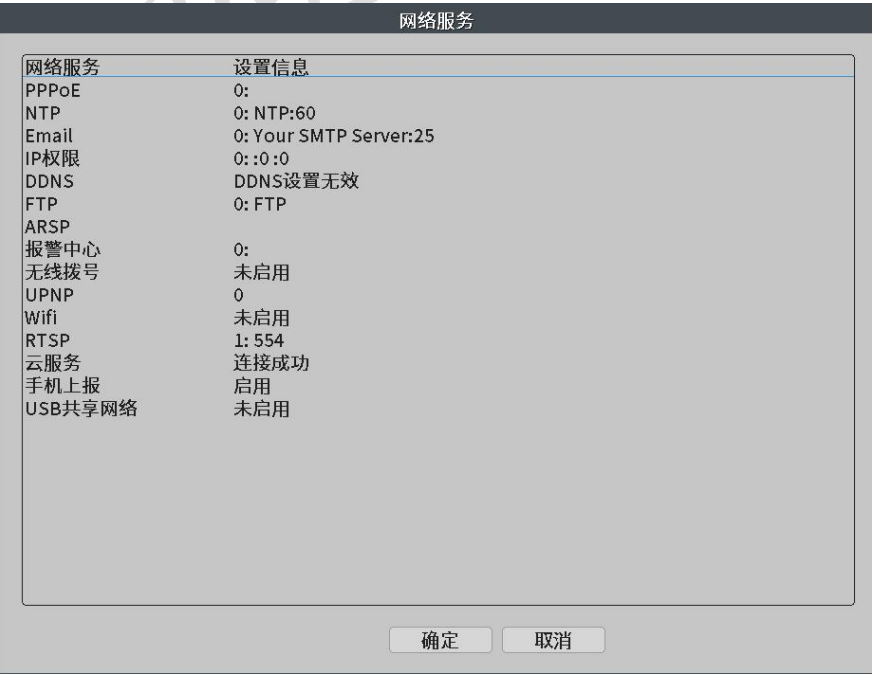 网络服务
网络服务 设置信息
PPPoE 0:
NTP 0: NTP:60
Email 0: Your SMTP Server:25
IP权限 0: :0 :0
DDNS DDNS设置无效
FTP 0: FTP
ARSP
报警中心 0:
无线拨号 未启用
UPNP 0
Wifi 未启用
RTSP 1: 554
云服务 连接成功
手机上报 启用
USB共享网络 未启用
确定 取消